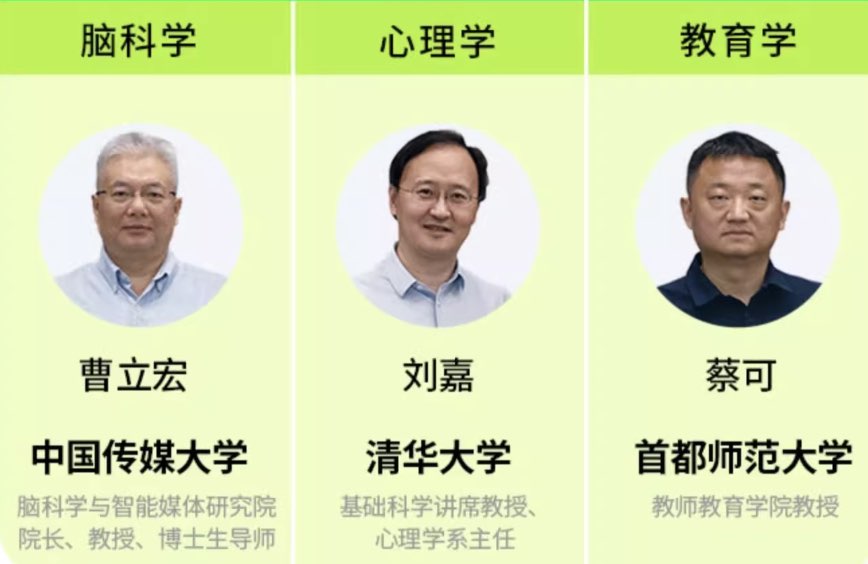 脑科学
心理学
教育学
曹立宏
刘嘉
蔡可
中国传媒大学
清华大学
首都师范大学
脑科学与智能媒体研究院
院长、教授、博士生导师
基础科学讲席教授、
心理学系主任
教师教育学院教授